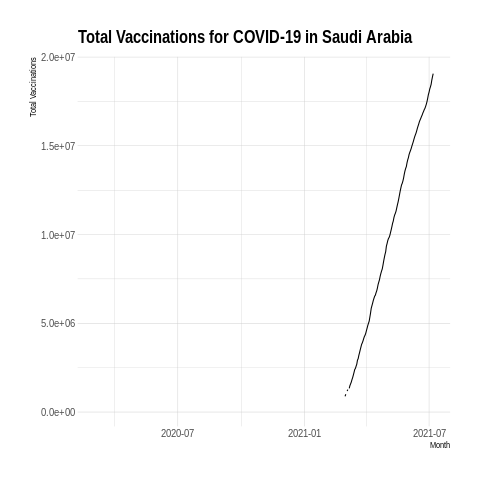 Total Vaccinations for COVID-19 in Saudi Arabia
Total Vaccinations
2.0e+07
1.5e+07
1.0e+07
5.0e+06
0.0e+00
2020-07
2021-01
2021-07
Month